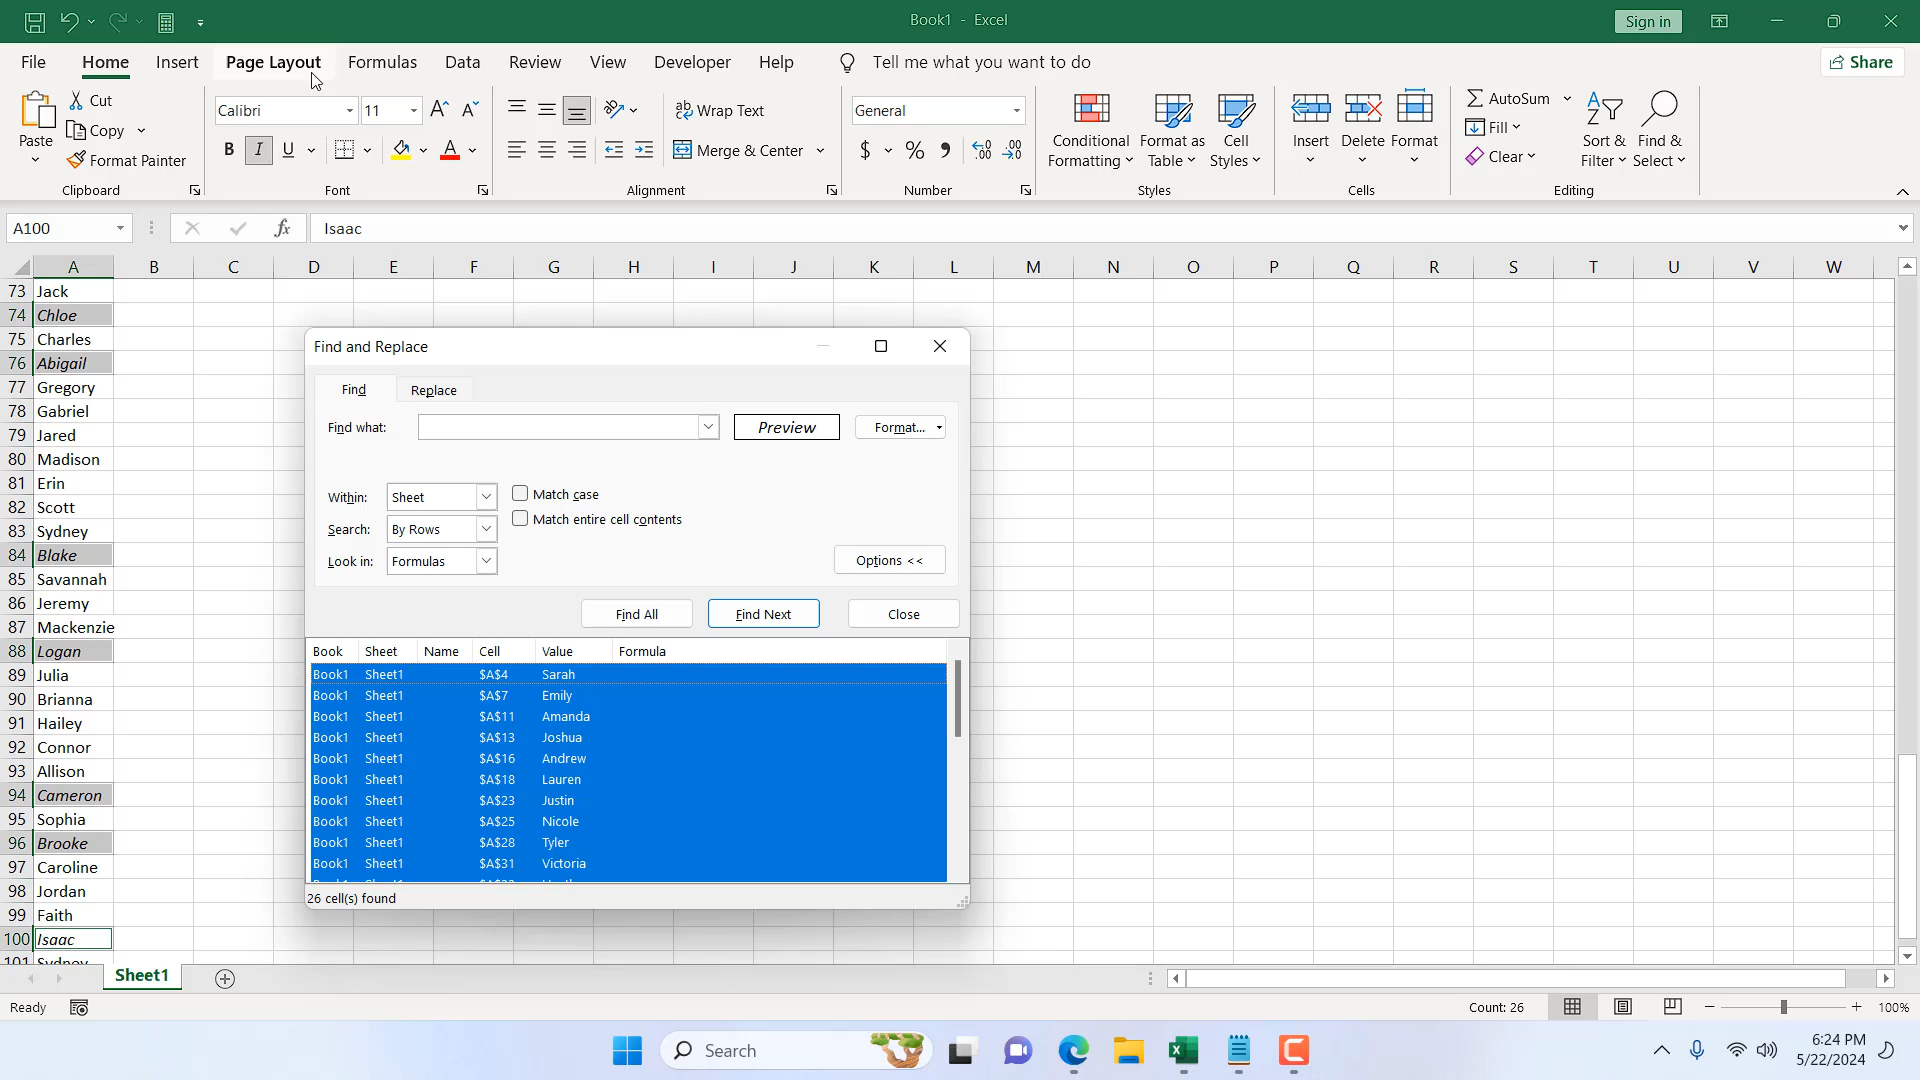 Book1 - Excel
Sign in
File Home Insert Page Layout Formulas Data Review View Developer Help Tell me what you want to do Share
Paste
Cut
Copy
Format Painter
Clipboard
Calibri 11
B I U A
Font
Wrap Text
Merge & Center
Alignment
General
$ %
Number
Conditional Formatting
Format as Table
Cell Styles
Styles
Insert
Delete
Format
Cells
AutoSum
Fill
Clear
Sort & Filter
Find & Select
Editing
A100 fx Isaac
A B C D E F G H I J K L M N O P Q R S T U V W
73 Jack
74 Chloe
75 Charles
76 Abigail
77 Gregory
78 Gabriel
79 Jared
80 Madison
81 Erin
82 Scott
83 Sydney
84 Blake
85 Savannah
86 Jeremy
87 Mackenzie
88 Logan
89 Julia
90 Brianna
91 Hailey
92 Connor
93 Allison
94 Cameron
95 Sophia
96 Brooke
97 Caroline
98 Jordan
99 Faith
100 Isaac
101 Sydney
Find and Replace
Find Replace
Find what: Preview Format...
Within: Sheet
Search: By Rows
Look in: Formulas
Match case
Match entire cell contents
Options <<
Find All Find Next Close
Book Sheet Name Cell Value Formula
Book1 Sheet1 $A$4 Sarah
Book1 Sheet1 $A$7 Emily
Book1 Sheet1 $A$11 Amanda
Book1 Sheet1 $A$13 Joshua
Book1 Sheet1 $A$16 Andrew
Book1 Sheet1 $A$18 Lauren
Book1 Sheet1 $A$23 Justin
Book1 Sheet1 $A$25 Nicole
Book1 Sheet1 $A$28 Tyler
Book1 Sheet1 $A$31 Victoria
26 cell(s) found
Sheet1
Ready
Count: 26
100%
Search
6:24 PM
5/22/2024